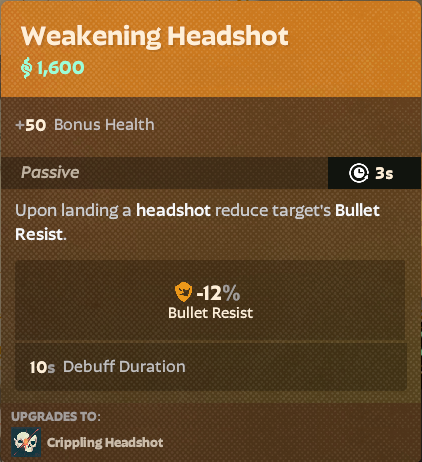 Weakening Headshot
1,600
+50 Bonus Health
Passive
3s
Upon landing a headshot reduce target's Bullet
Resist.
-12%
Bullet Resist
10s Debuff Duration
UPGRADES TO:
Crippling Headshot